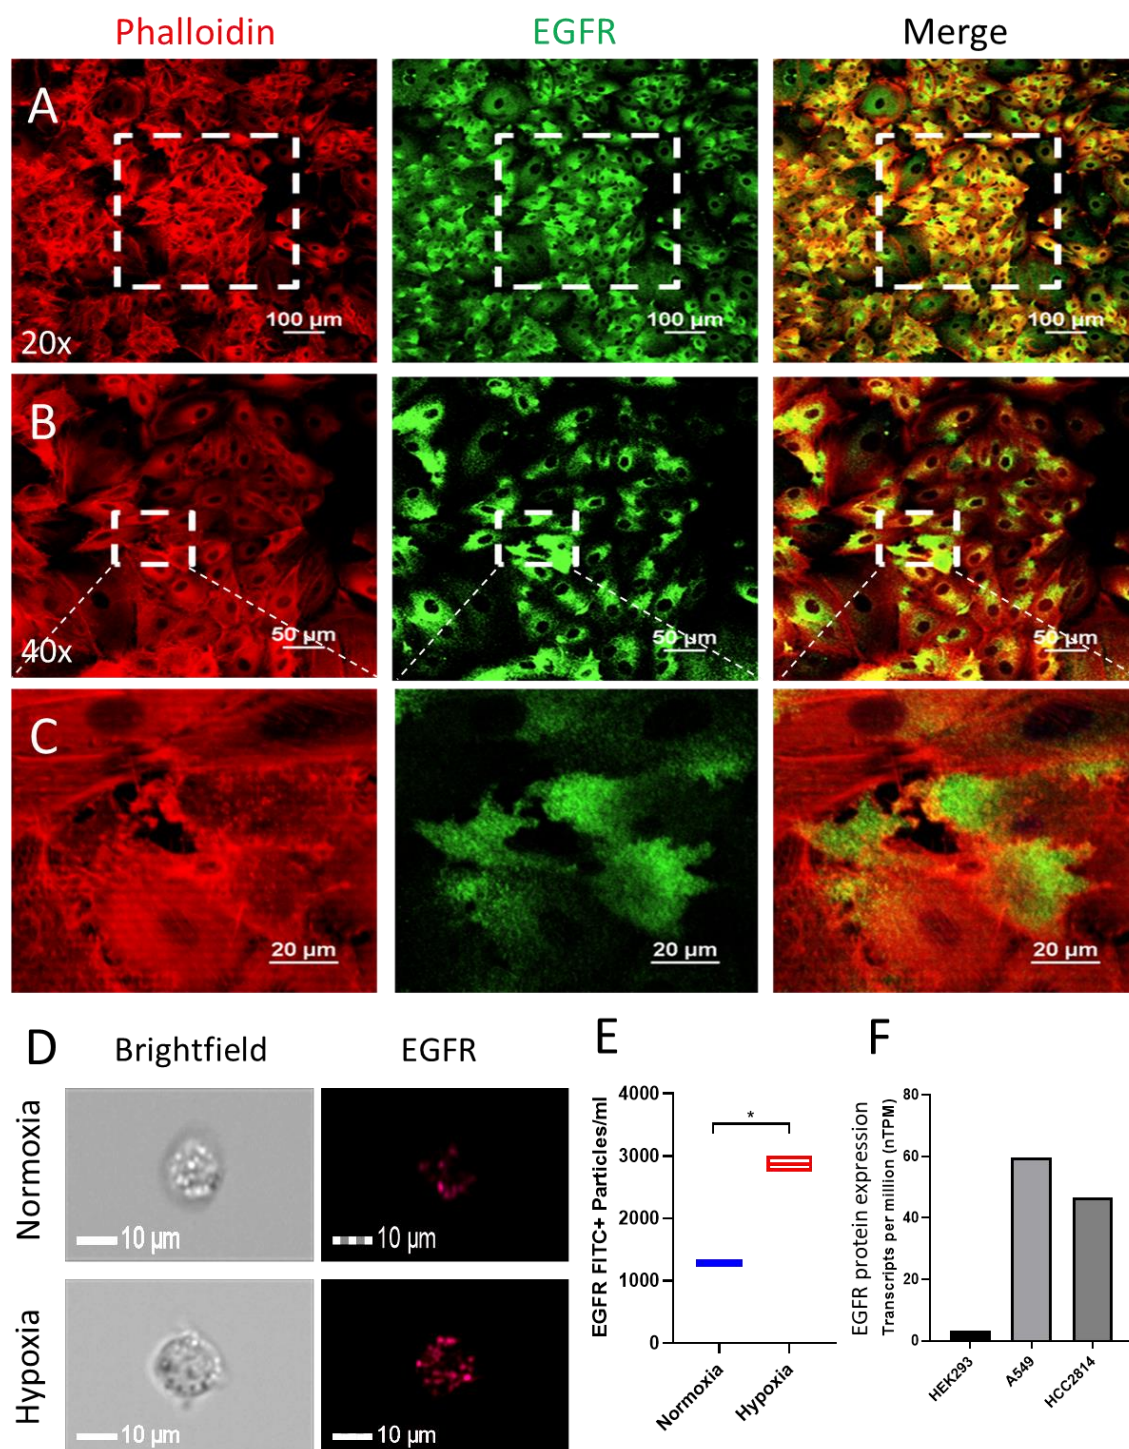 Phalloidin EGFR Merge
A
100 µm 100 µm 100 µm
20x
B
50 µm 50 µm 50 µm
40x
C
20 µm 20 µm 20 µm
D Brightfield EGFR
Normoxia
10 µm 10 µm
Hypoxia
10 µm 10 µm
E
EGFR FITC+ Particles/ml
4000
3000
2000
1000
0
*
Normoxia Hypoxia
F
EGFR protein expression
Transcripts per million (nTPM)
80
60
40
20
0
HEK293 A549 HCC2814